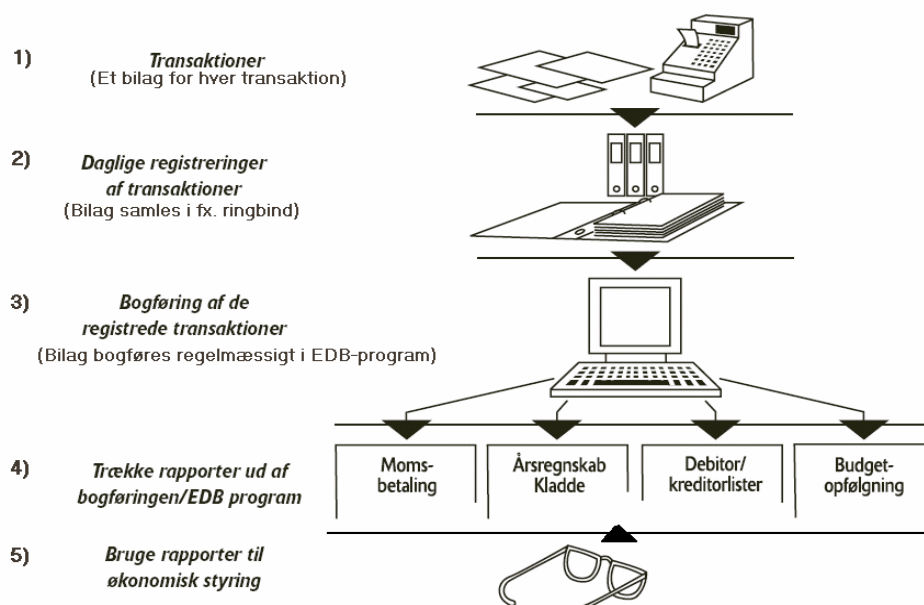 1) Transaktioner
(Et bilag for hver transaktion)
2) Daglige registreringer
af transaktioner
(Bilag samles i fx. ringbind)
3) Bogføring af de
registrede transaktioner
(Bilag bogføres regelmæssigt i EDB-program)
4) Trække rapporter ud af
bogføringen/EDB program
Moms-
betaling
Årsregnskab
Kladde
Debitor/
kreditorlister
Budget-
opfølgning
5) Bruge rapporter til
økonomisk styring